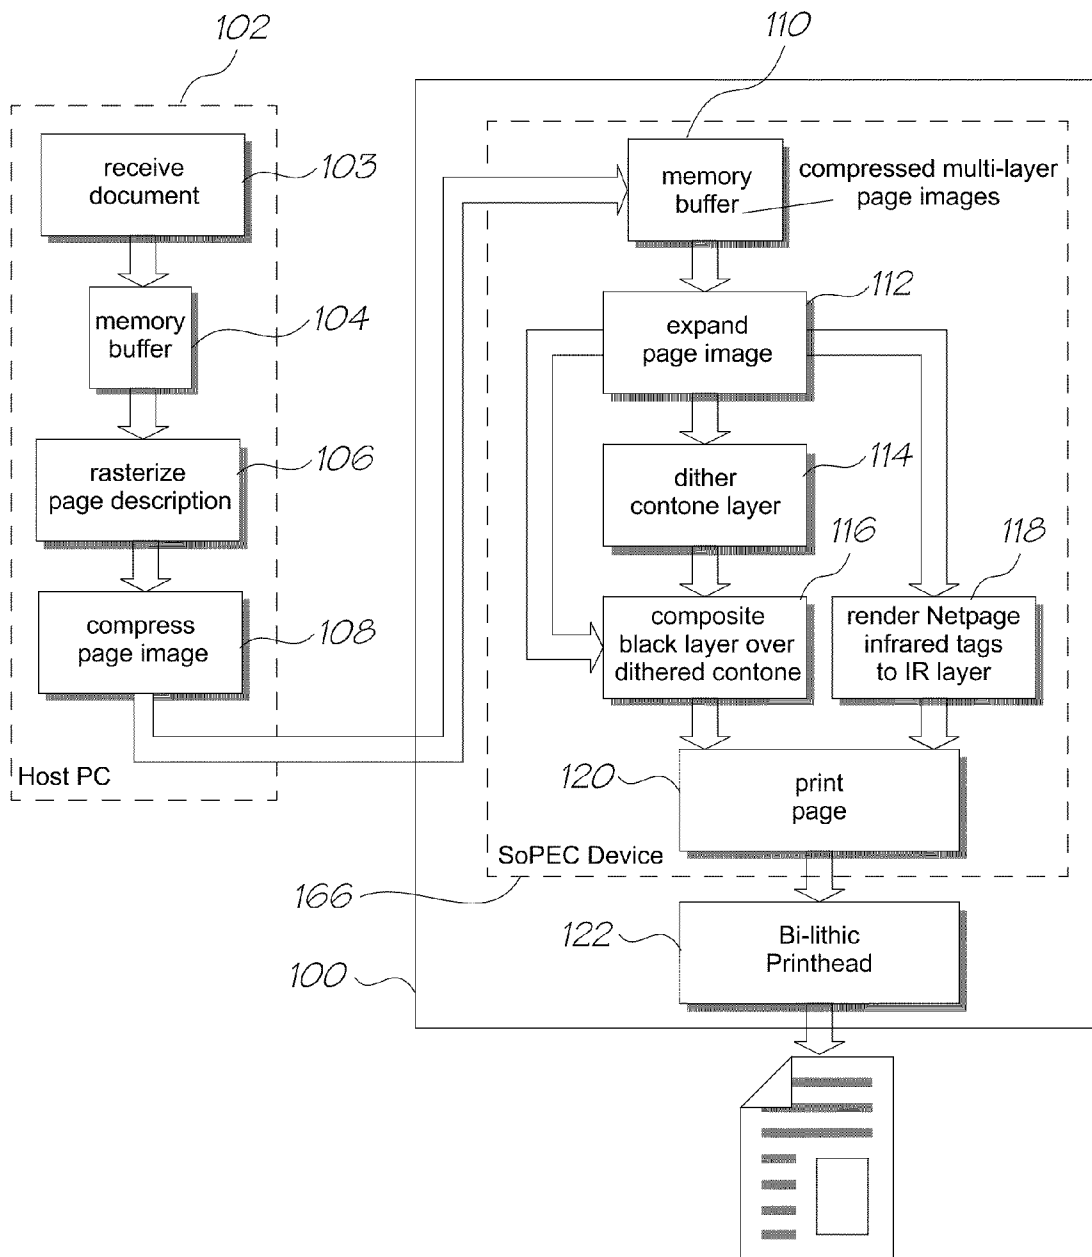 102
receive
document
103
memory
buffer
104
rasterize
page description
106
compress
page image
108
Host PC
110
memory
buffer
compressed multi-layer
page images
expand
page image
112
dither
contone layer
114
116
composite
black layer over
dithered contone
118
render Netpage
infrared tags
to IR layer
120
print
page
SoPEC Device
166
122
Bi-lithic
Printhead
100